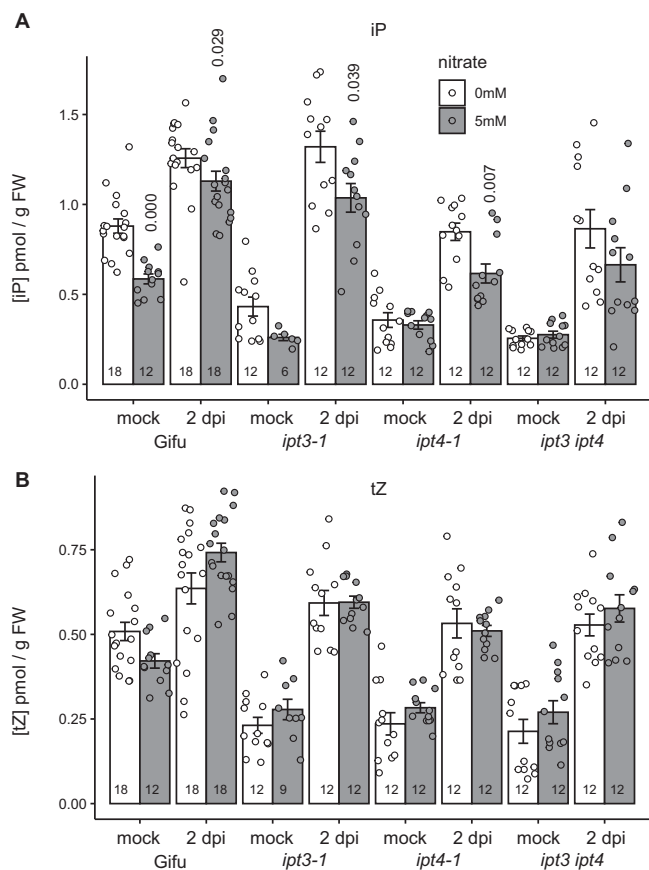 A
iP
nitrate
0mM
5mM
0.000
0.029
0.039
0.007
[iP] pmol / g FW
1.5
1.0
0.5
0.0
18 12 18 18 12 6 12 12 12 12 12 12 12 12 12 12
mock 2 dpi mock 2 dpi mock 2 dpi mock 2 dpi
Gifu ipt3-1 ipt4-1 ipt3 ipt4
B
tZ
[tZ] pmol / g FW
0.75
0.50
0.25
0.00
18 12 18 18 12 9 12 12 12 12 12 12 12 12 12 12
mock 2 dpi mock 2 dpi mock 2 dpi mock 2 dpi
Gifu ipt3-1 ipt4-1 ipt3 ipt4